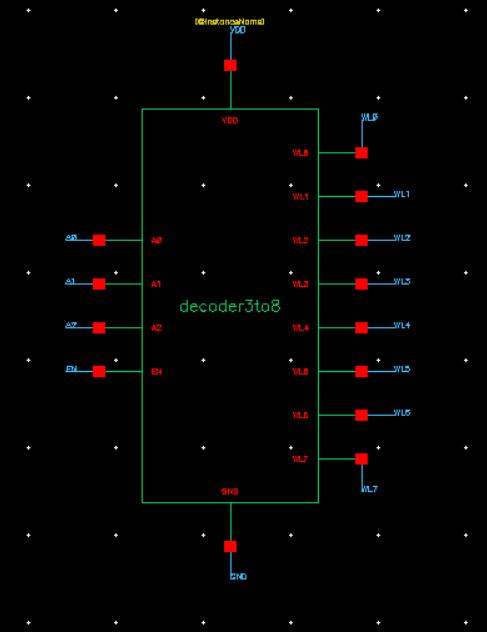 [@instanceName]
VDD
VDD
WL0
WL0
WL1 WL1
A0 A0 WL2 WL2
A1 A1 WL3 WL3
decoder3to8
A2 A2 WL4 WL4
EN EN WL5 WL5
WL6 WL6
WL7
GND
WL7
GND